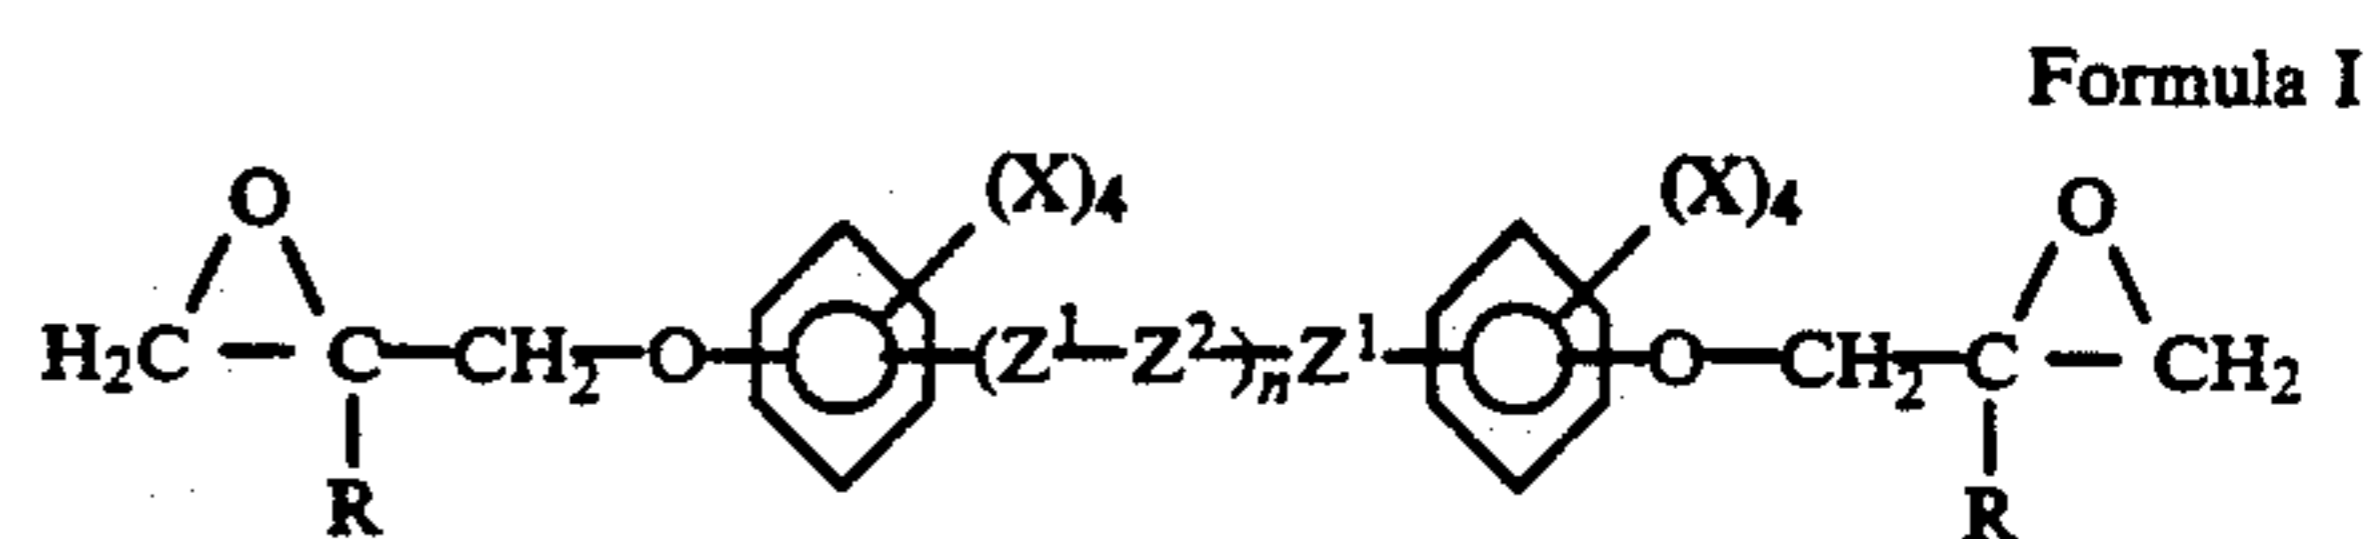 Formula I
O (X)4 (X)4 O
H2C – C—CH2—O— —(Z1—Z2)nZ1— —O—CH2—C – CH2
R R